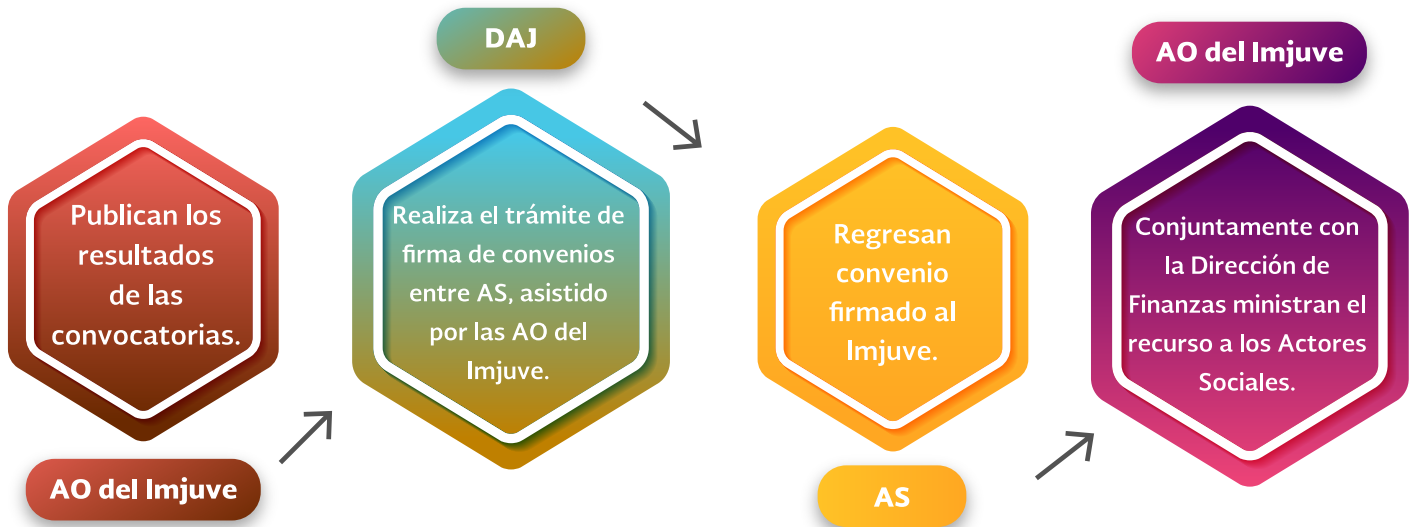 Publican los
resultados
de las
convocatorias.
AO del Imjuve
DAJ
Realiza el trámite de
firma de convenios
entre AS, asistido
por las AO del
Imjuve.
Regresan
convenio
firmado al
Imjuve.
AS
AO del Imjuve
Conjuntamente con
la Dirección de
Finanzas ministran el
recurso a los Actores
Sociales.